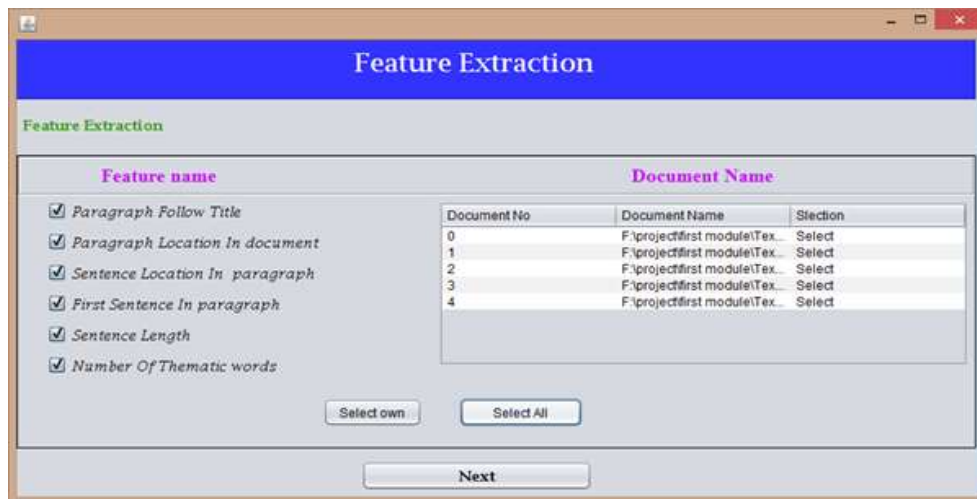 Feature Extraction
Feature Extraction
Feature name
Document Name
Paragraph Follow Title
Paragraph Location In document
Sentence Location In paragraph
First Sentence In paragraph
Sentence Length
Number Of Thematic words
Document No Document Name Slection
0 F:\project\first module\Tex... Select
1 F:\project\first module\Tex... Select
2 F:\project\first module\Tex... Select
3 F:\project\first module\Tex... Select
4 F:\project\first module\Tex... Select
Select own
Select All
Next